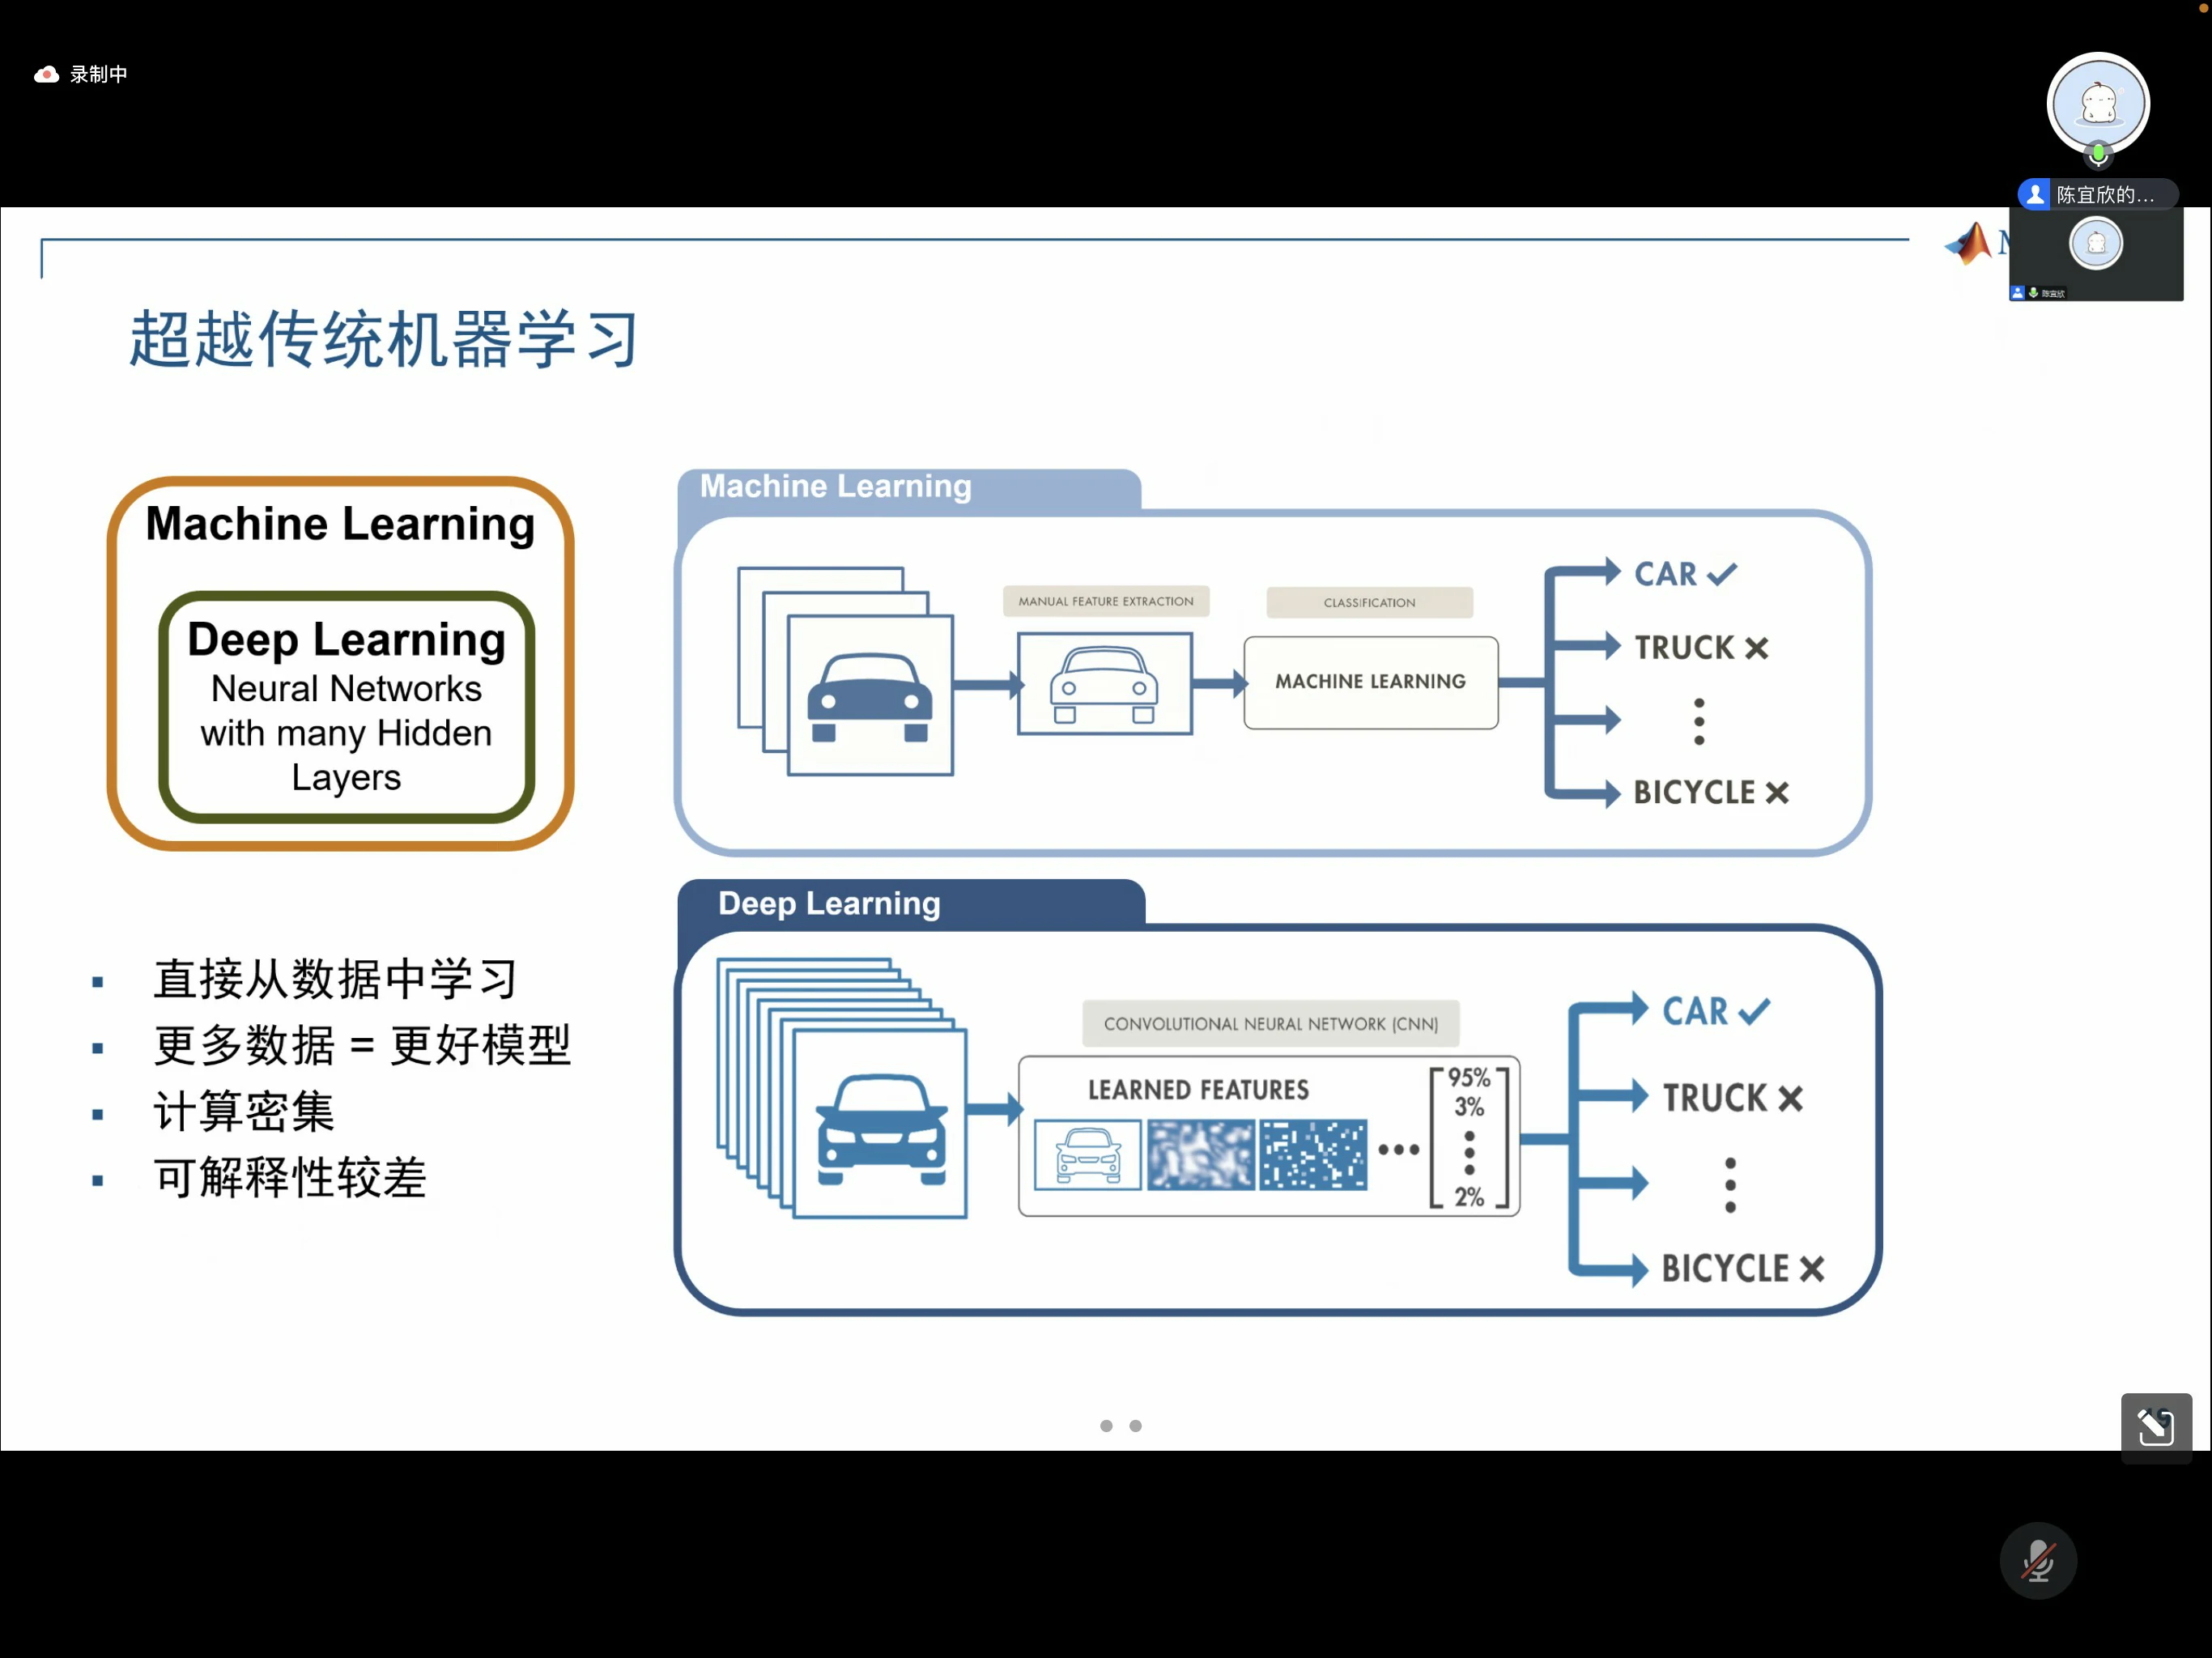 录制中
陈宜欣的...
陈宜欣
超越传统机器学习
Machine Learning
Deep Learning
Neural Networks
with many Hidden
Layers
直接从数据中学习
更多数据 = 更好模型
计算密集
可解释性较差
Machine Learning
MANUAL FEATURE EXTRACTION
CLASSIFICATION
MACHINE LEARNING
CAR
TRUCK
BICYCLE
Deep Learning
CONVOLUTIONAL NEURAL NETWORK (CNN)
LEARNED FEATURES
95%
3%
2%
CAR
TRUCK
BICYCLE